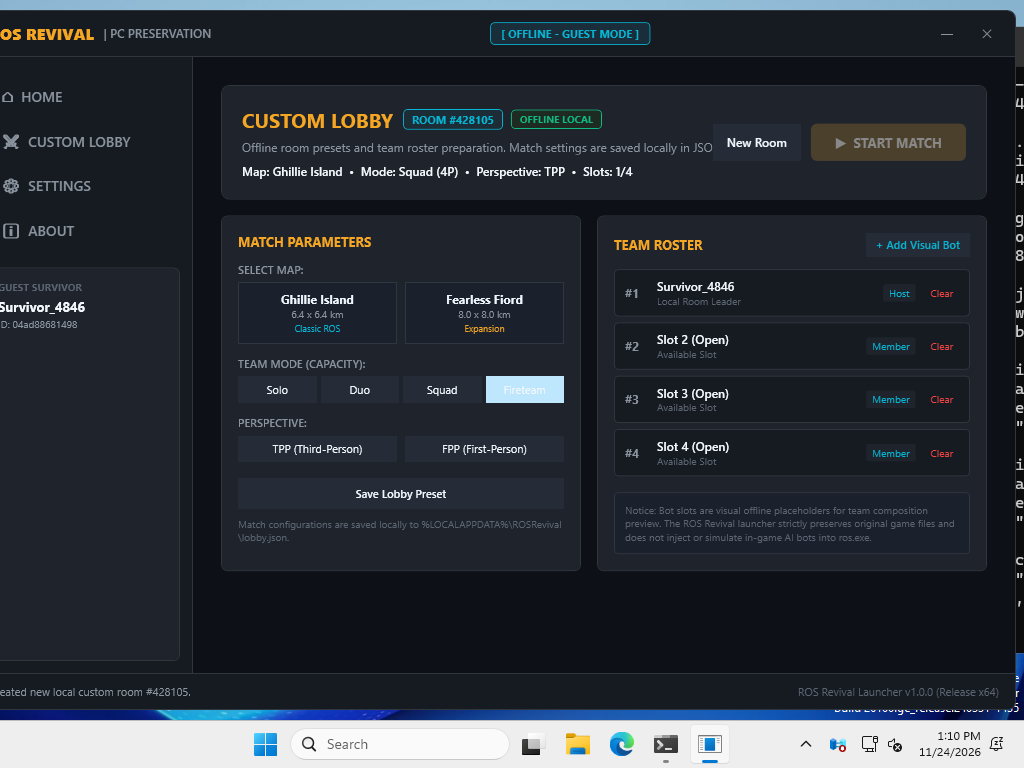 OS REVIVAL | PC PRESERVATION
[ OFFLINE - GUEST MODE ]
HOME
CUSTOM LOBBY
SETTINGS
ABOUT
GUEST SURVIVOR
Survivor_4846
D: 04ad88681498
CUSTOM LOBBY ROOM #428105 OFFLINE LOCAL
Offline room presets and team roster preparation. Match settings are saved locally in JSO
Map: Ghillie Island • Mode: Squad (4P) • Perspective: TPP • Slots: 1/4
New Room
START MATCH
MATCH PARAMETERS
SELECT MAP:
Ghillie Island
6.4 x 6.4 km
Classic ROS
Fearless Fiord
8.0 x 8.0 km
Expansion
TEAM MODE (CAPACITY):
Solo Duo Squad Fireteam
PERSPECTIVE:
TPP (Third-Person) FPP (First-Person)
Save Lobby Preset
Match configurations are saved locally to %LOCALAPPDATA%\ROSRevival
\lobby.json.
TEAM ROSTER
+ Add Visual Bot
#1 Survivor_4846
Local Room Leader
Host Clear
#2 Slot 2 (Open)
Available Slot
Member Clear
#3 Slot 3 (Open)
Available Slot
Member Clear
#4 Slot 4 (Open)
Available Slot
Member Clear
Notice: Bot slots are visual offline placeholders for team composition
preview. The ROS Revival launcher strictly preserves original game files and
does not inject or simulate in-game AI bots into ros.exe.
eated new local custom room #428105.
ROS Revival Launcher v1.0.0 (Release x64)
Search
1:10 PM
11/24/2026